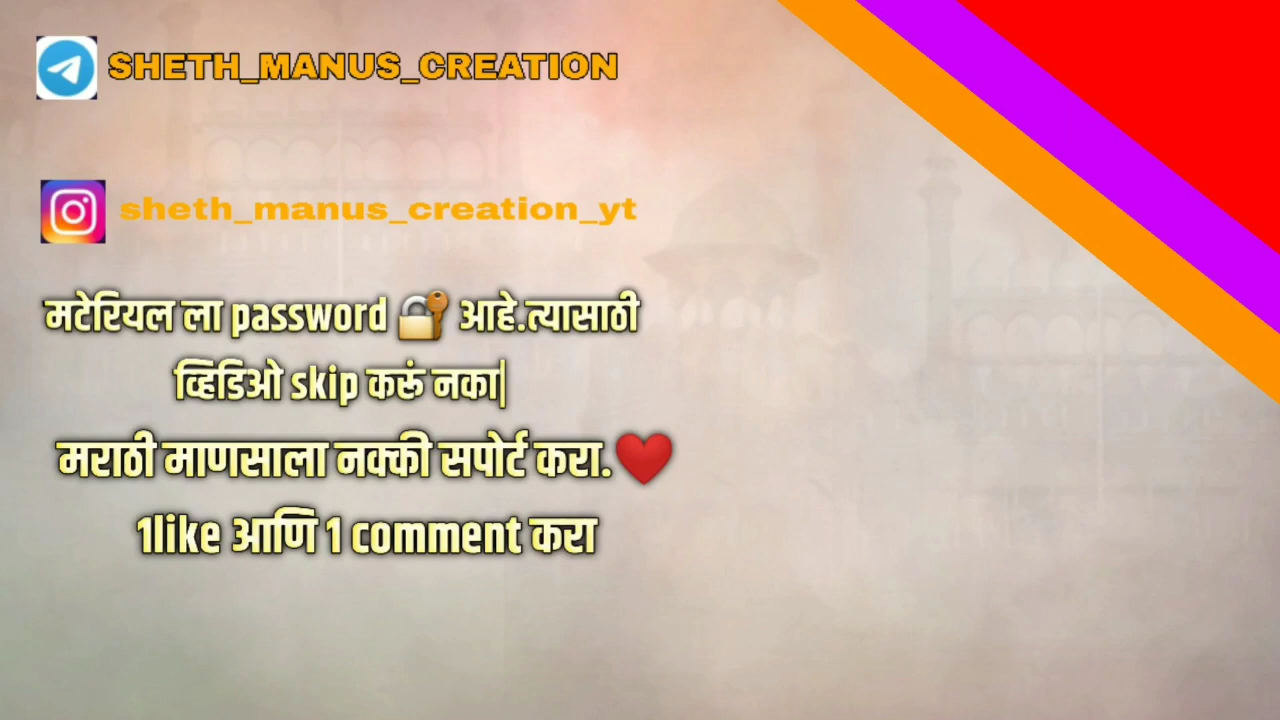 SHETH_MANUS_CREATION
sheth_manus_creation_yt
मटेरियल ला password 🔐 आहे.त्यासाठी
व्हिडिओ skip करूं नका|
मराठी माणसाला नक्की सपोर्ट करा.❤️
1like आणि 1 comment करा